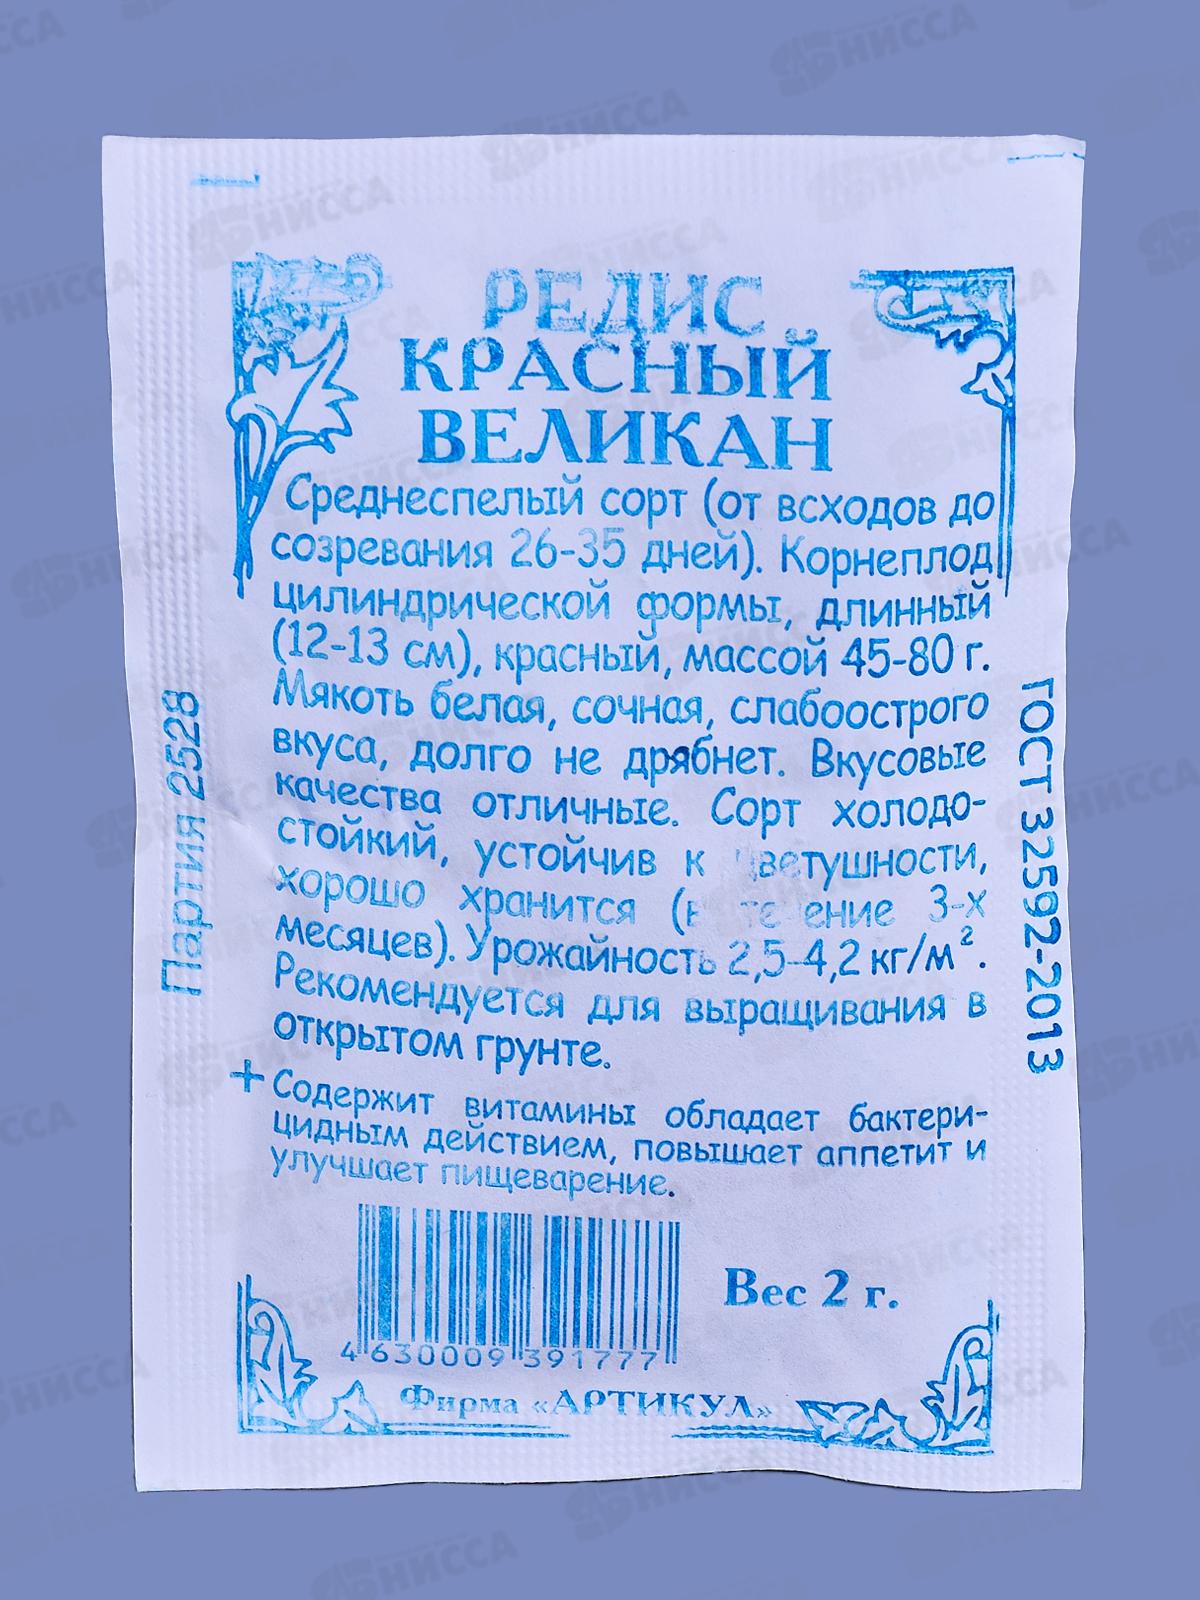 РЕДИС
КРАСНЫЙ
ВЕЛИКАН
Среднеспелый сорт (от всходов до
созревания 26-35 дней). Корнеплод
цилиндрической формы, длинный
(12-13 см), красный, массой 45-80 г.
Мякоть белая, сочная, слабоострого
вкуса, долго не дрябнет. Вкусовые
качества отличные. Сорт холодо-
стойкий, устойчив к цветушности,
хорошо хранится (в течение 3-х
месяцев). Урожайность 2,5-4,2 кг/м².
Рекомендуется для выращивания в
открытом грунте.
+ Содержит витамины обладает бактери-
цидным действием, повышает аппетит и
улучшает пищеварение.
4 630009 391777
Вес 2 г.
Фирма «АРТИКУЛ»
Партия 2528
ГОСТ 32592-2013
АБНИССА